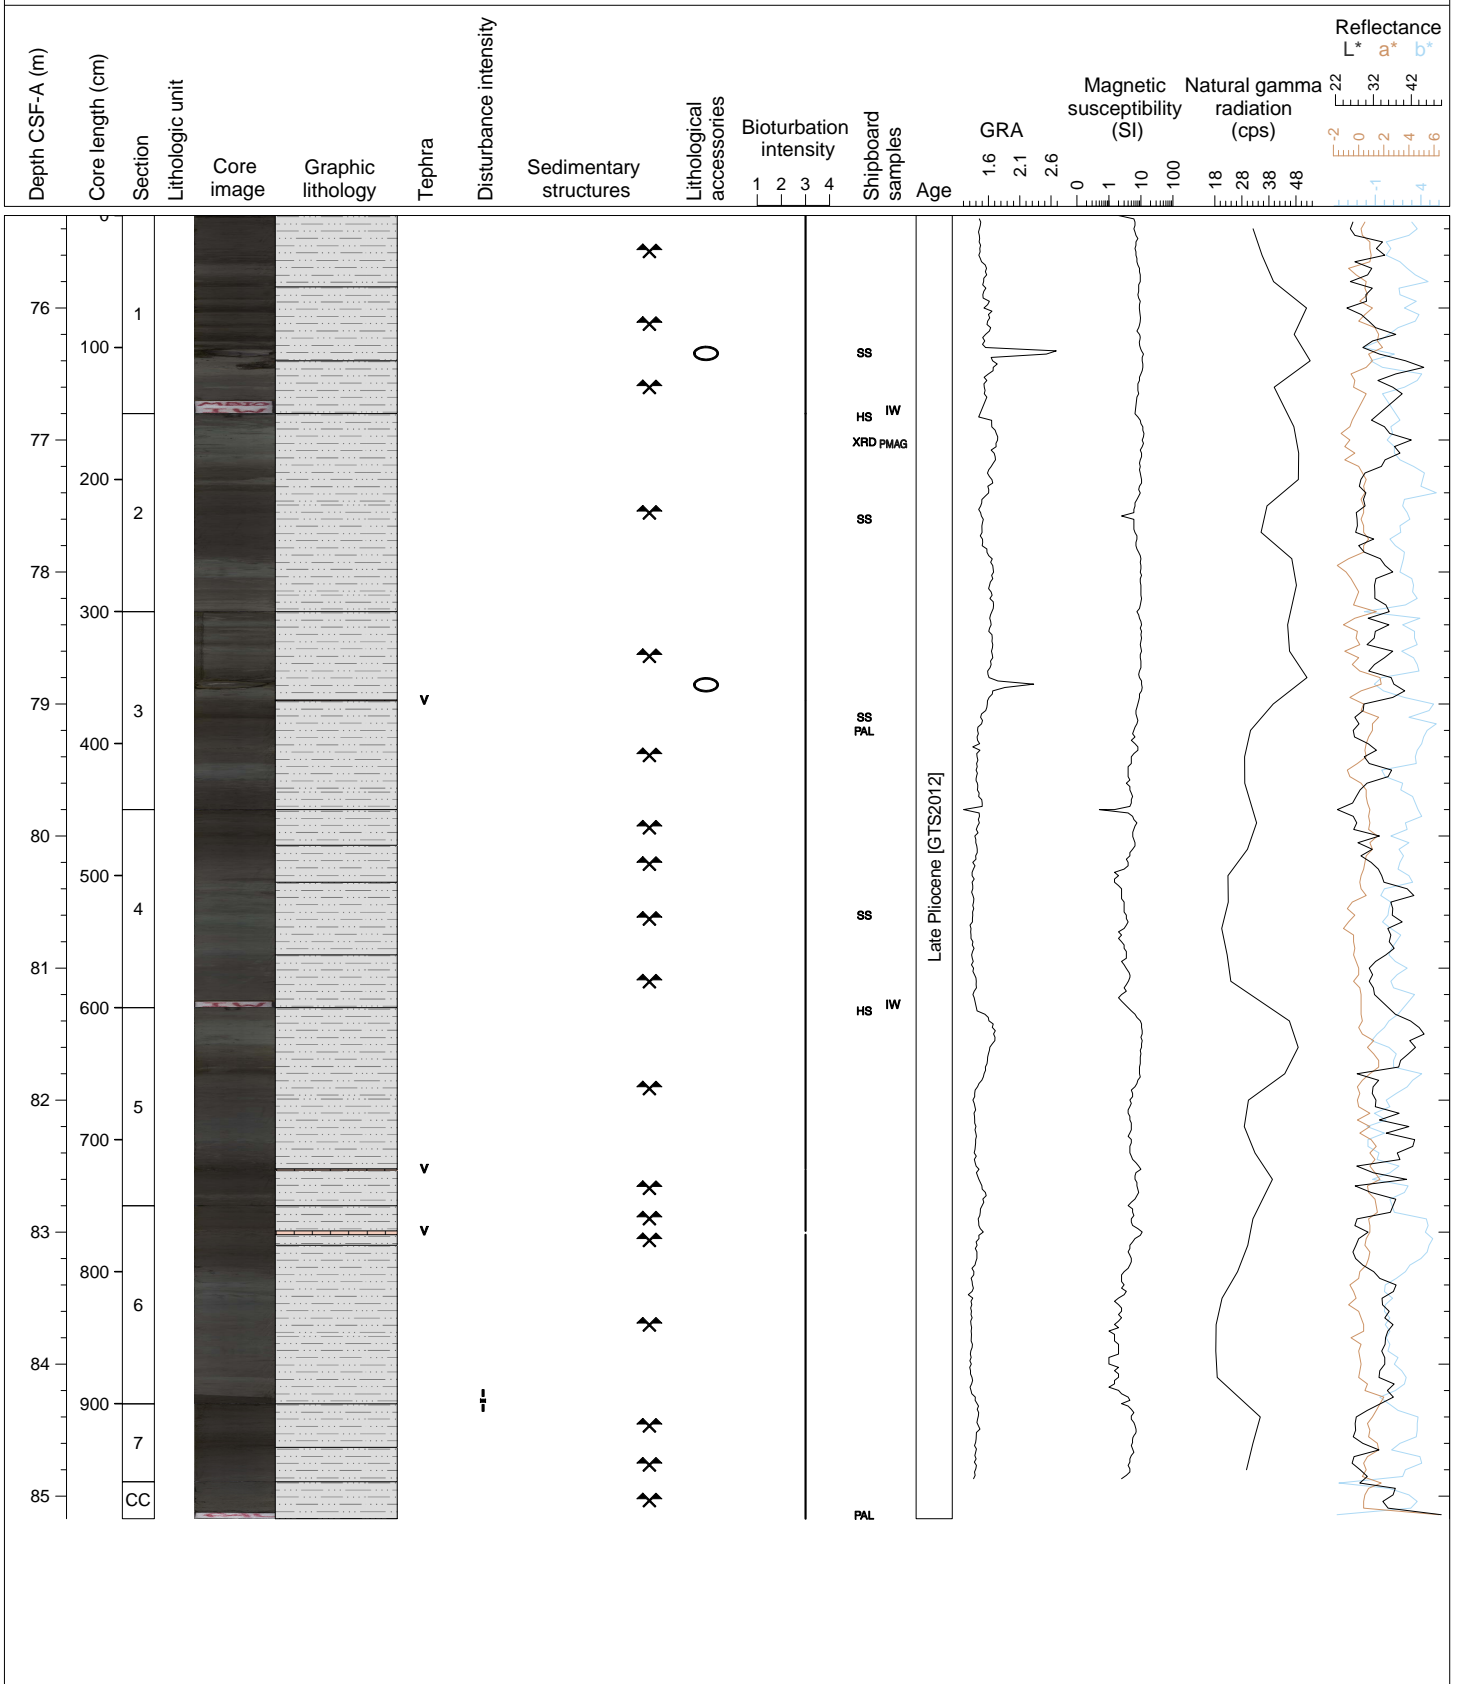 Depth CSF-A (m)
Core length (cm)
Section
Lithologic unit
Core
image
Graphic
lithology
Tephra
Disturbance intensity
Sedimentary
structures
Lithological
accessories
Bioturbation
intensity
1 2 3 4
Shipboard
samples
Age
GRA
1.6 2.1 2.6
Magnetic
susceptibility
(SI)
0 1 10 100
Natural gamma
radiation
(cps)
18 28 38 48
Reflectance
L* a* b*
22 32 42
-2 0 2 4 6
-1 4
0
76
1
100
SS
IW
HS
77
XRD PMAG
200
2
SS
78
300
79
V
3
SS
PAL
400
80
500
4
SS
81
600
IW
HS
82
5
700
V
83
V
800
6
84
900
7
85
CC
PAL
Late Pliocene [GTS2012]